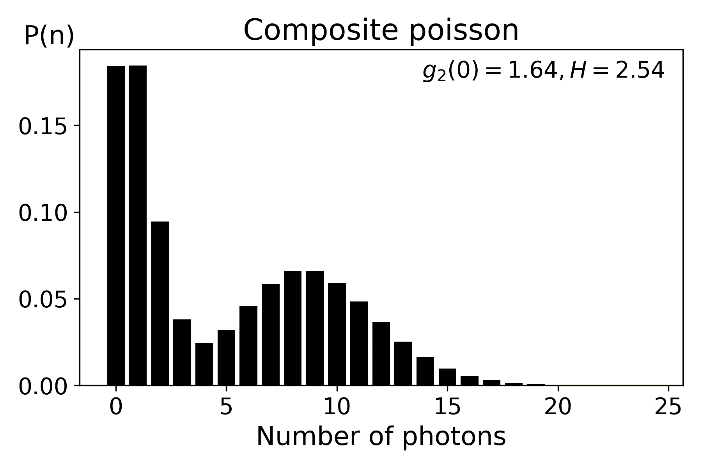 Composite poisson
P(n)
g₂(0) = 1.64, H = 2.54
0.15
0.10
0.05
0.00
0 5 10 15 20 25
Number of photons